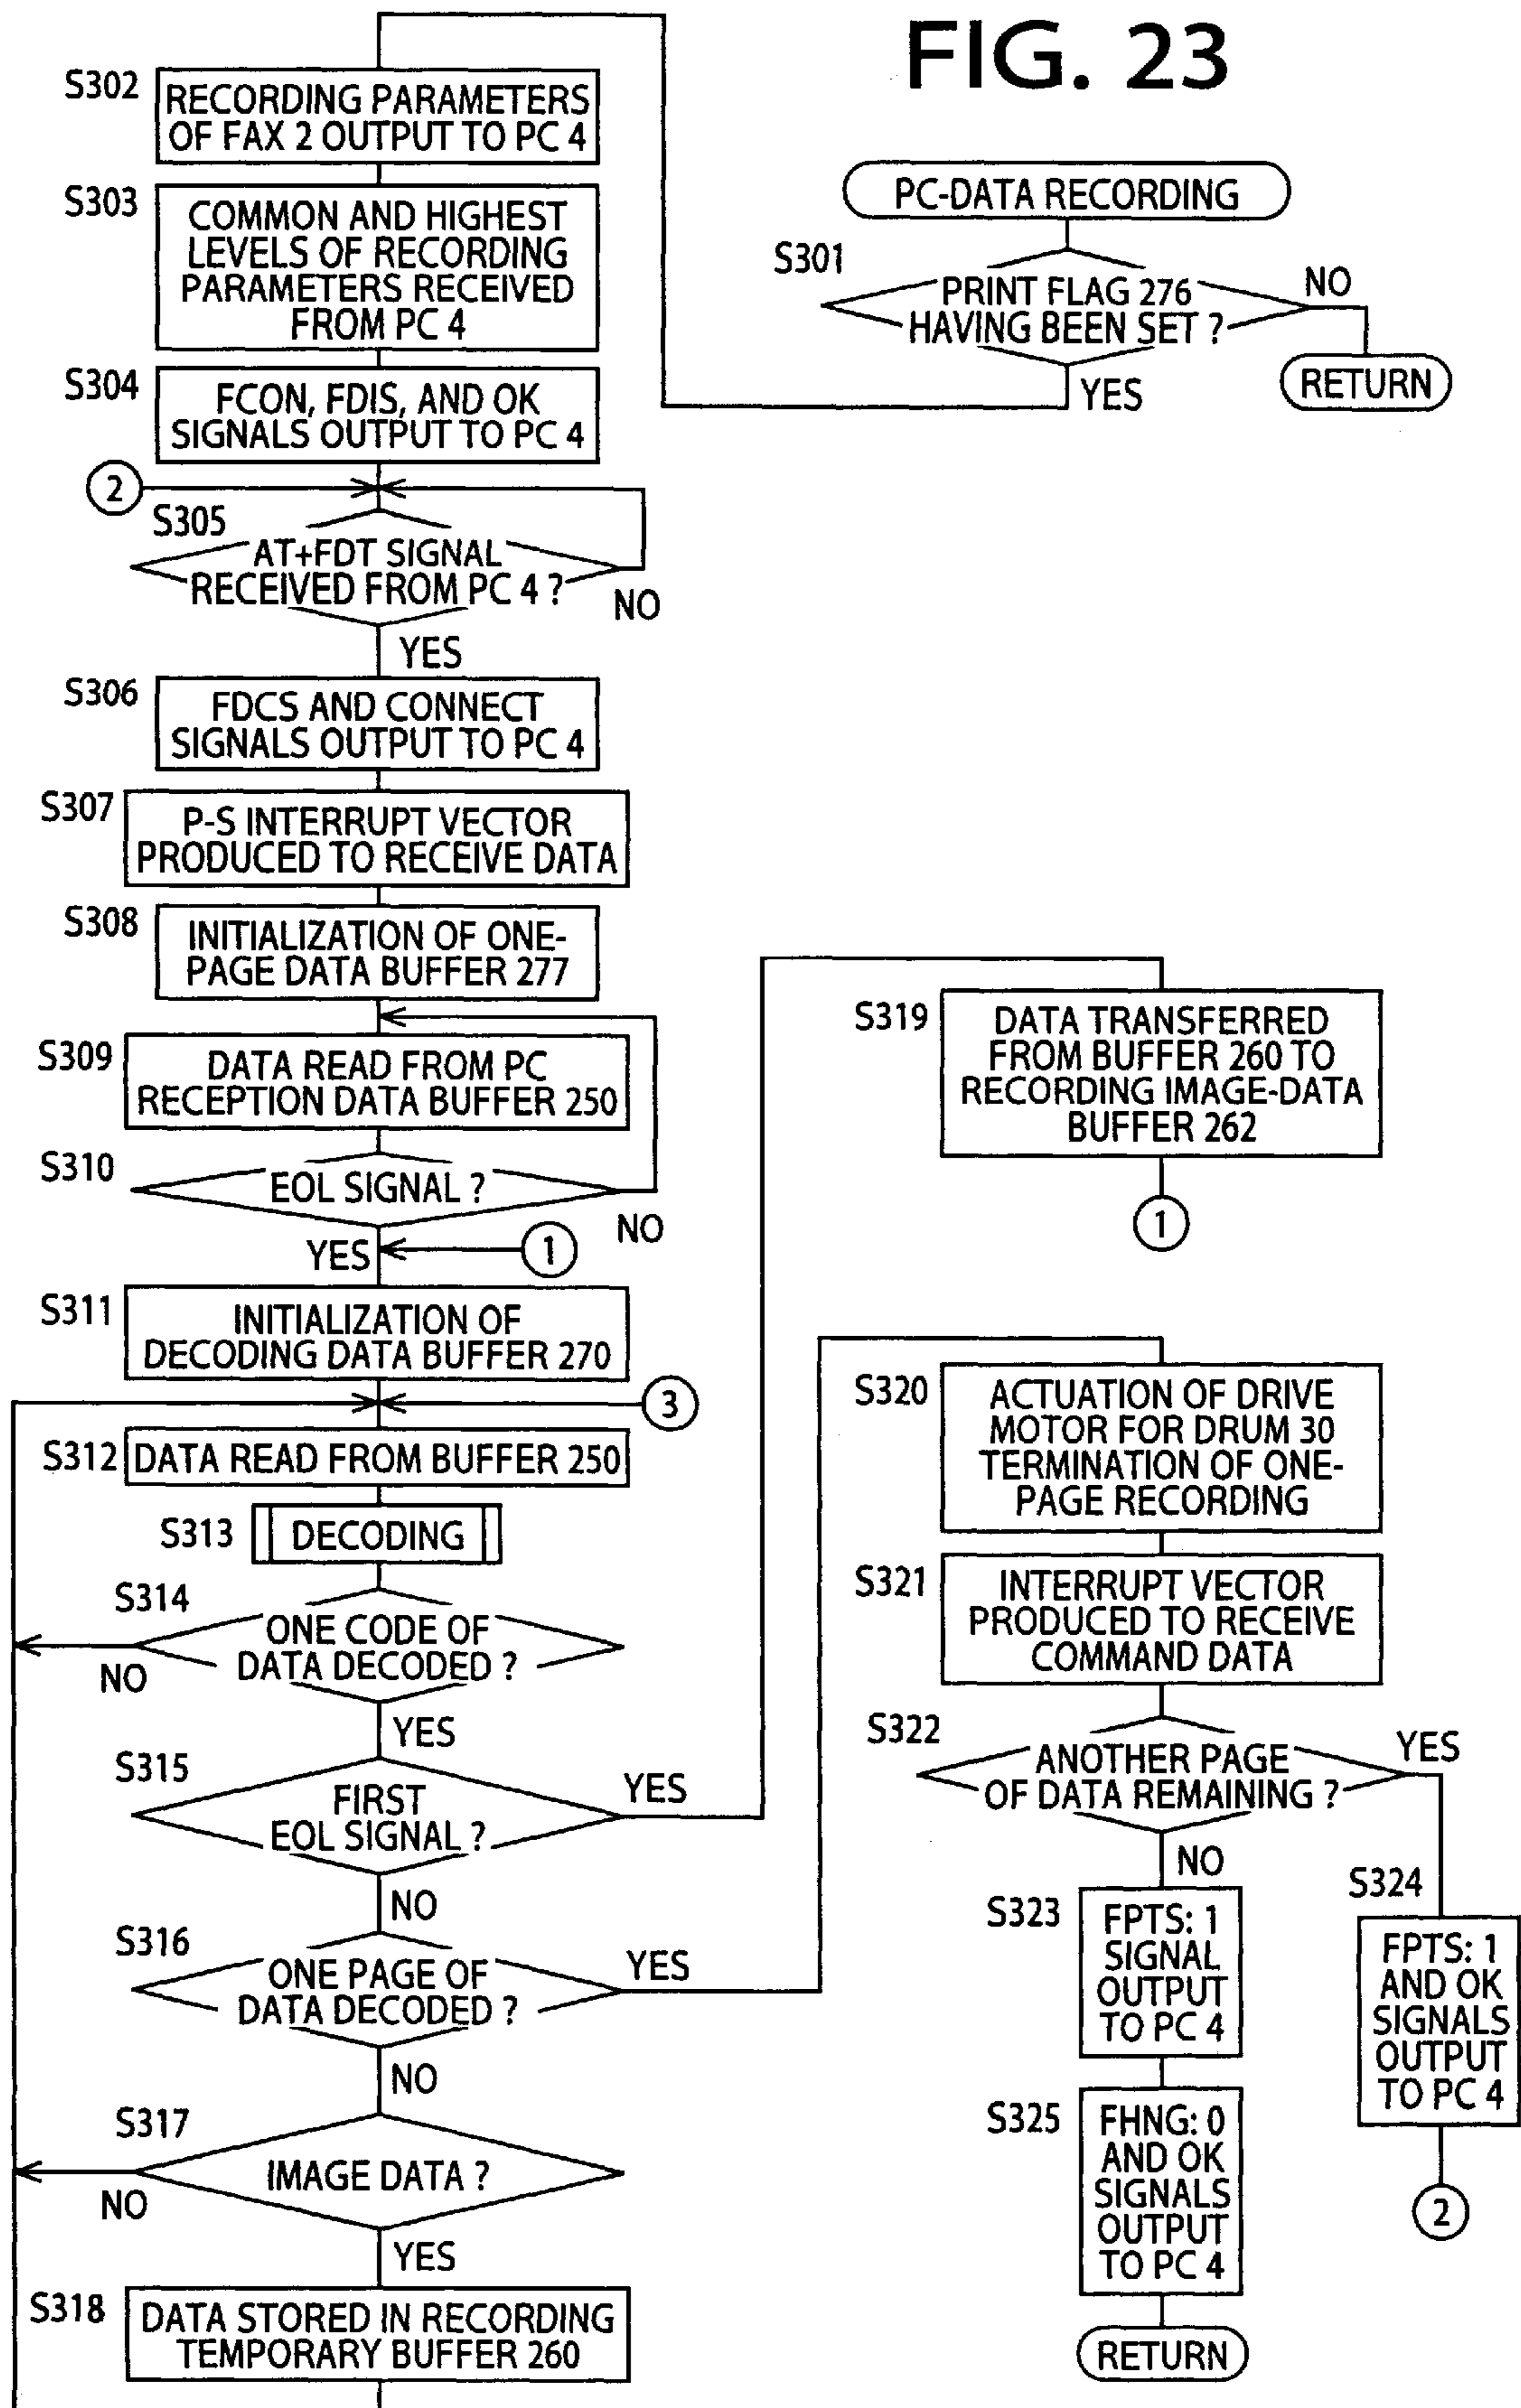 FIG. 23
PC-DATA RECORDING
S301
PRINT FLAG 276
HAVING BEEN SET ?
NO
RETURN
YES
S302
RECORDING PARAMETERS
OF FAX 2 OUTPUT TO PC 4
S303
COMMON AND HIGHEST
LEVELS OF RECORDING
PARAMETERS RECEIVED
FROM PC 4
S304
FCON, FDIS, AND OK
SIGNALS OUTPUT TO PC 4
2
S305
AT+FDT SIGNAL
RECEIVED FROM PC 4 ?
NO
YES
S306
FDCS AND CONNECT
SIGNALS OUTPUT TO PC 4
S307
P-S INTERRUPT VECTOR
PRODUCED TO RECEIVE DATA
S308
INITIALIZATION OF ONE-
PAGE DATA BUFFER 277
S309
DATA READ FROM PC
RECEPTION DATA BUFFER 250
S310
EOL SIGNAL ?
NO
YES
1
S311
INITIALIZATION OF
DECODING DATA BUFFER 270
3
S312
DATA READ FROM BUFFER 250
S313
DECODING
S314
ONE CODE OF
DATA DECODED ?
NO
YES
S315
FIRST
EOL SIGNAL ?
YES
NO
S316
ONE PAGE OF
DATA DECODED ?
YES
NO
S317
IMAGE DATA ?
NO
YES
S318
DATA STORED IN RECORDING
TEMPORARY BUFFER 260
S319
DATA TRANSFERRED
FROM BUFFER 260 TO
RECORDING IMAGE-DATA
BUFFER 262
1
S320
ACTUATION OF DRIVE
MOTOR FOR DRUM 30
TERMINATION OF ONE-
PAGE RECORDING
S321
INTERRUPT VECTOR
PRODUCED TO RECEIVE
COMMAND DATA
S322
ANOTHER PAGE
OF DATA REMAINING ?
YES
NO
S323
FPTS: 1
SIGNAL
OUTPUT
TO PC 4
S324
FPTS: 1
AND OK
SIGNALS
OUTPUT
TO PC 4
2
S325
FHNG: 0
AND OK
SIGNALS
OUTPUT
TO PC 4
RETURN